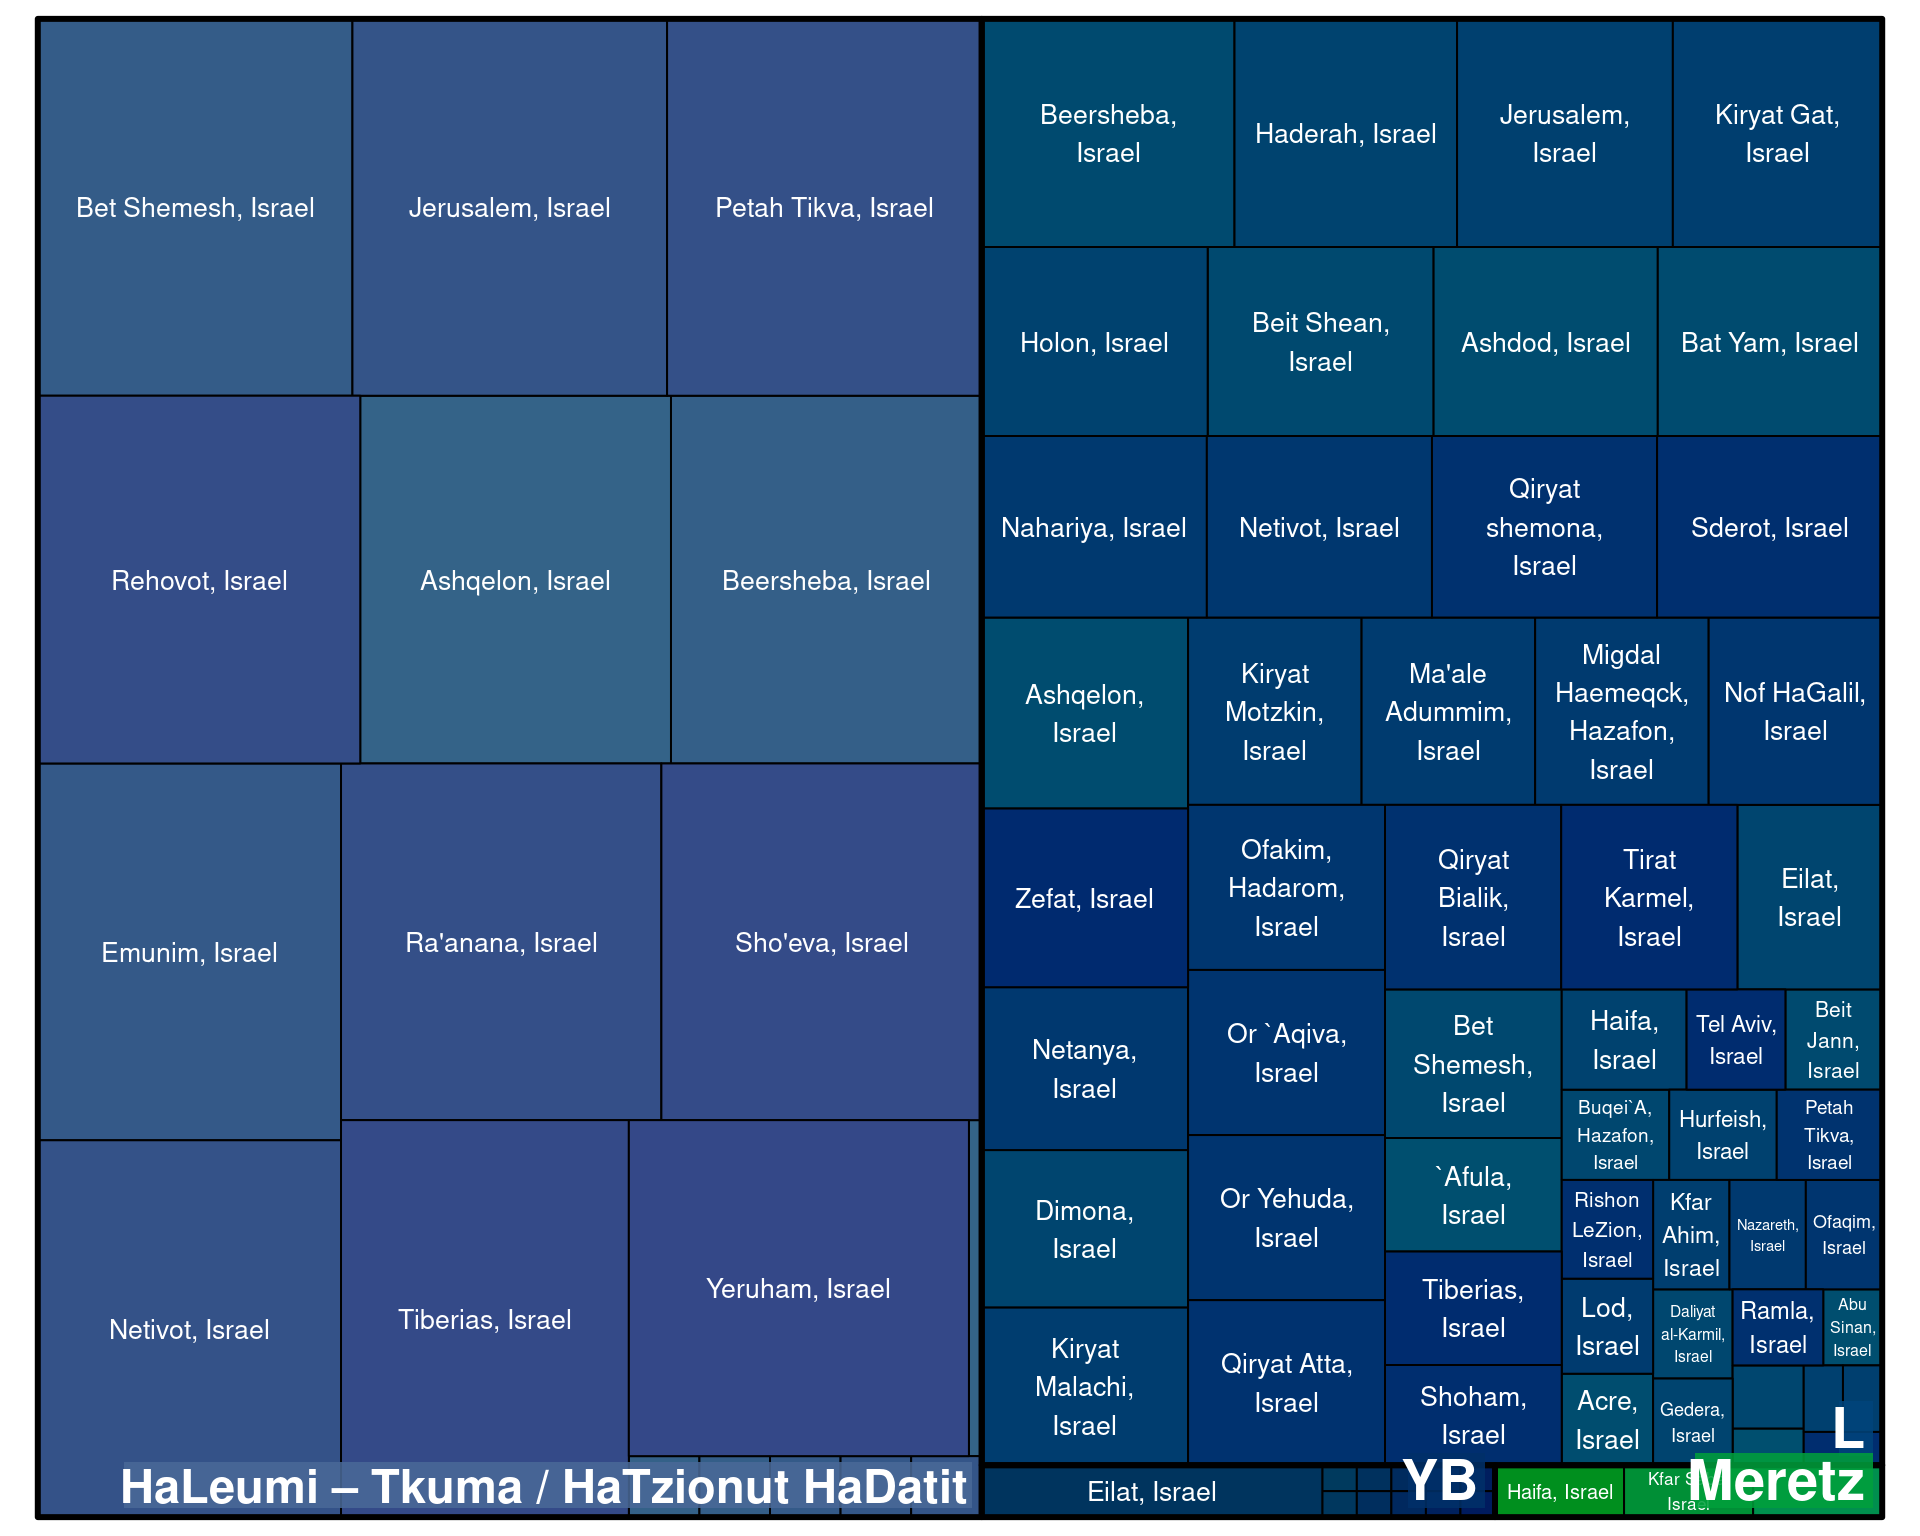 Bet Shemesh, Israel
Jerusalem, Israel
Petah Tikva, Israel
Rehovot, Israel
Ashqelon, Israel
Beersheba, Israel
Emunim, Israel
Ra'anana, Israel
Sho'eva, Israel
Netivot, Israel
Tiberias, Israel
Yeruham, Israel
HaLeumi – Tkuma / HaTzionut HaDatit
Beersheba,
Israel
Haderah, Israel
Jerusalem,
Israel
Kiryat Gat,
Israel
Holon, Israel
Beit Shean,
Israel
Ashdod, Israel
Bat Yam, Israel
Nahariya, Israel
Netivot, Israel
Qiryat
shemona,
Israel
Sderot, Israel
Ashqelon,
Israel
Kiryat
Motzkin,
Israel
Ma'ale
Adummim,
Israel
Migdal
Haemeqck,
Hazafon,
Israel
Nof HaGalil,
Israel
Zefat, Israel
Ofakim,
Hadarom,
Israel
Qiryat
Bialik,
Israel
Tirat
Karmel,
Israel
Eilat,
Israel
Netanya,
Israel
Or `Aqiva,
Israel
Bet
Shemesh,
Israel
Haifa,
Israel
Tel Aviv,
Israel
Beit
Jann,
Israel
Buqei`A,
Hazafon,
Israel
Hurfeish,
Israel
Petah
Tikva,
Israel
Dimona,
Israel
Or Yehuda,
Israel
`Afula,
Israel
Rishon
LeZion,
Israel
Kfar
Ahim,
Israel
Nazareth,
Israel
Ofaqim,
Israel
Tiberias,
Israel
Lod,
Israel
Daliyat
al-Karmil,
Israel
Ramla,
Israel
Abu
Sinan,
Israel
Kiryat
Malachi,
Israel
Qiryat Atta,
Israel
Shoham,
Israel
Acre,
Israel
Gedera,
Israel
L
Eilat, Israel
YB
Haifa, Israel
Kfar
Israel
Meretz